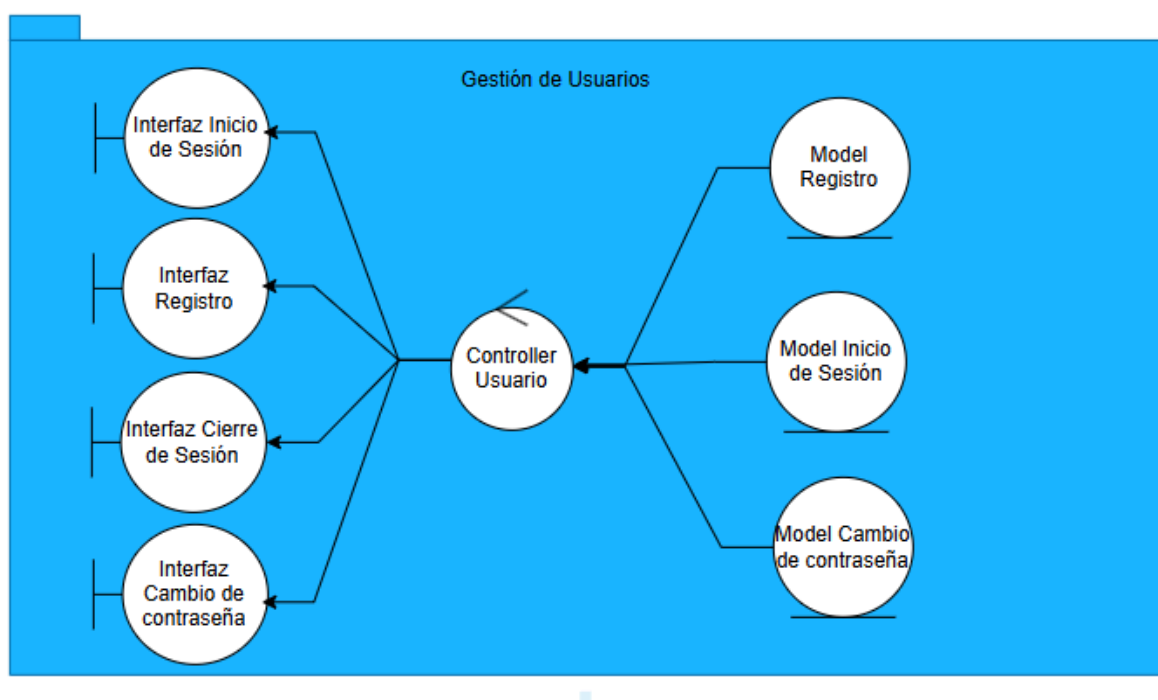 Gestión de Usuarios
Interfaz Inicio
de Sesión
Interfaz
Registro
Interfaz Cierre
de Sesión
Interfaz
Cambio de
contraseña
Controller
Usuario
Model
Registro
Model Inicio
de Sesión
Model Cambio
de contraseña